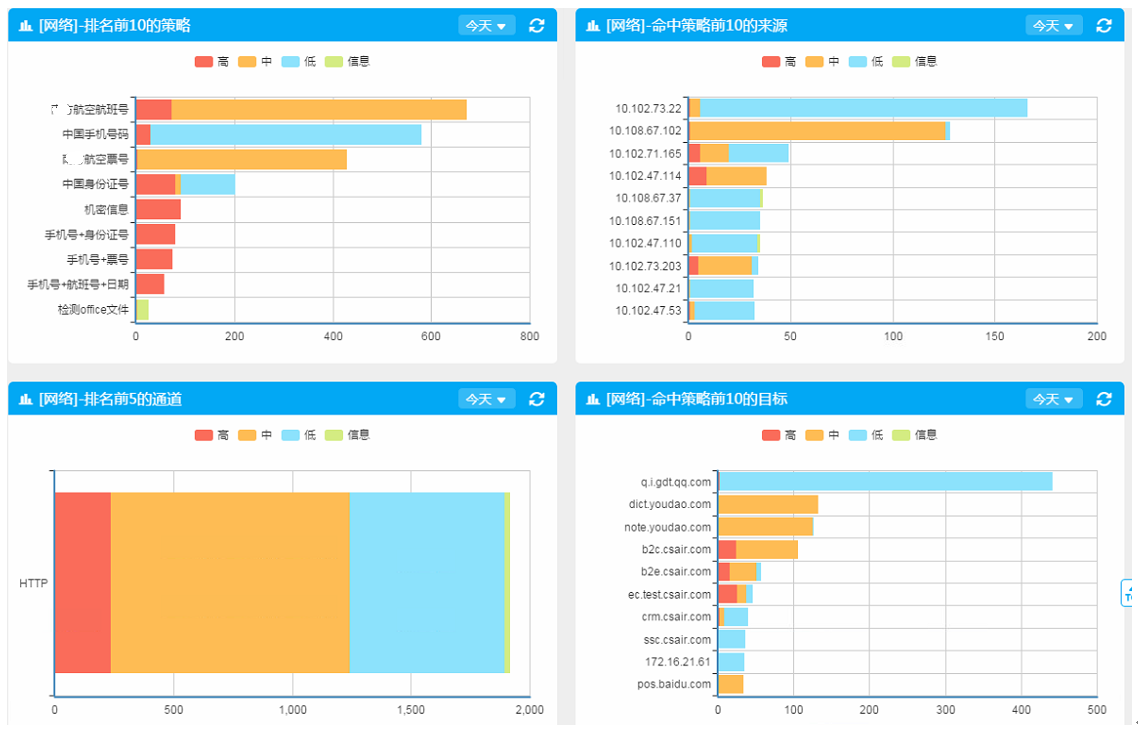 [网络]-排名前10的策略 今天
高 中 低 信息
航空航班号
中国手机号码
航空票号
中国身份证号
机密信息
手机号+身份证号
手机号+票号
手机号+航班号+日期
检测office文件
0 200 400 600 800
[网络]-命中策略前10的来源 今天
高 中 低 信息
10.102.73.22
10.108.67.102
10.102.71.165
10.102.47.114
10.108.67.37
10.108.67.151
10.102.47.110
10.102.73.203
10.102.47.21
10.102.47.53
0 50 100 150 200
[网络]-排名前5的通道 今天
高 中 低 信息
HTTP
0 500 1,000 1,500 2,000
[网络]-命中策略前10的目标 今天
高 中 低 信息
q.i.gdt.qq.com
dict.youdao.com
note.youdao.com
b2c.csair.com
b2e.csair.com
ec.test.csair.com
crm.csair.com
ssc.csair.com
172.16.21.61
pos.baidu.com
0 100 200 300 400 500